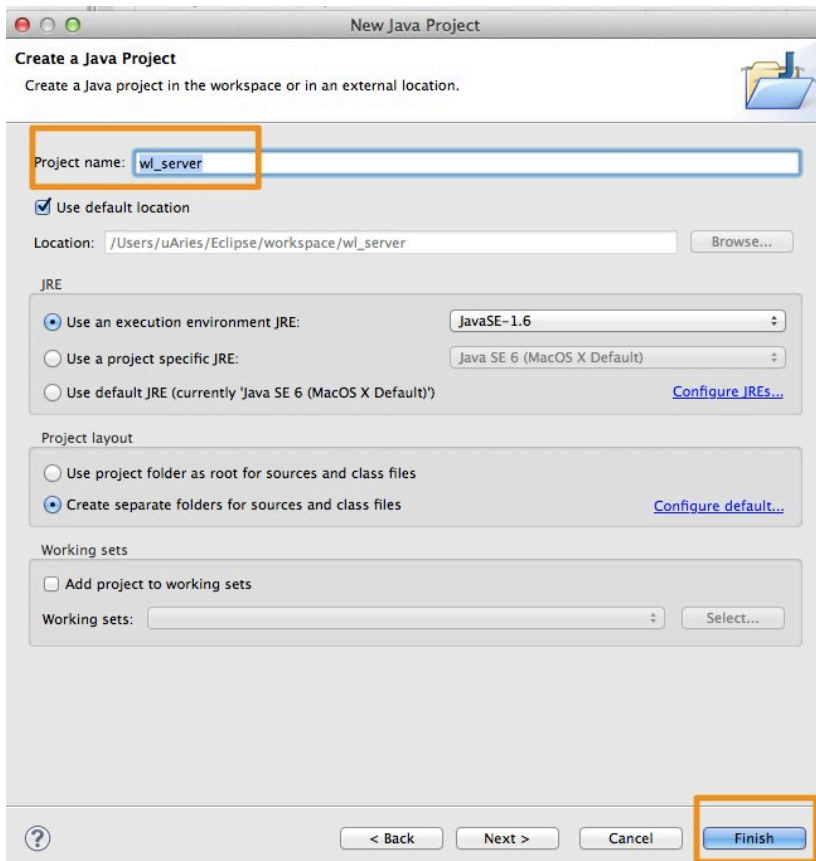 New Java Project
Create a Java Project
Create a Java project in the workspace or in an external location.
Project name: wl_server
Use default location
Location: /Users/uAries/Eclipse/workspace/wl_server Browse...
JRE
Use an execution environment JRE: JavaSE-1.6
Use a project specific JRE: Java SE 6 (MacOS X Default)
Use default JRE (currently 'Java SE 6 (MacOS X Default)') Configure JREs...
Project layout
Use project folder as root for sources and class files
Create separate folders for sources and class files Configure default...
Working sets
Add project to working sets
Working sets: Select...
? < Back Next > Cancel Finish